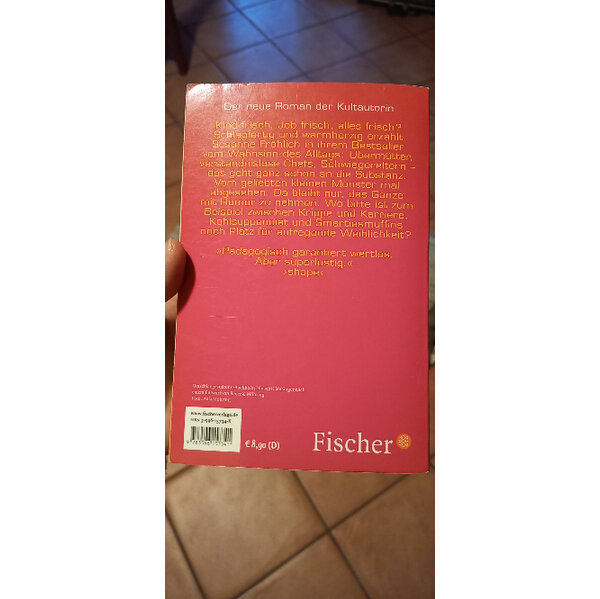 Der neue Roman der Kultautorin
Kind frisch, Job frisch, alles frisch?
Schlagfertig und warmherzig erzählt
Susanne Fröhlich in ihrem Bestseller
vom Wahnsinn des Alltags: Übermütter,
verständnislose Chefs, Schwiegereltern –
das geht ganz schön an die Substanz.
Vom geliebten kleinen Monster mal
abgesehen. Da bleibt nur, das Ganze
mit Humor zu nehmen. Wo bitte ist zum
Beispiel zwischen Krippe und Karriere,
Kohlsuppendiät und Smartiesmuffins
noch Platz für aufregende Weiblichkeit?
»Pädagogisch garantiert wertlos.
Aber superlustig.«
›shape‹
www.fischerverlage.de
€ 8,90 (D)
Fischer